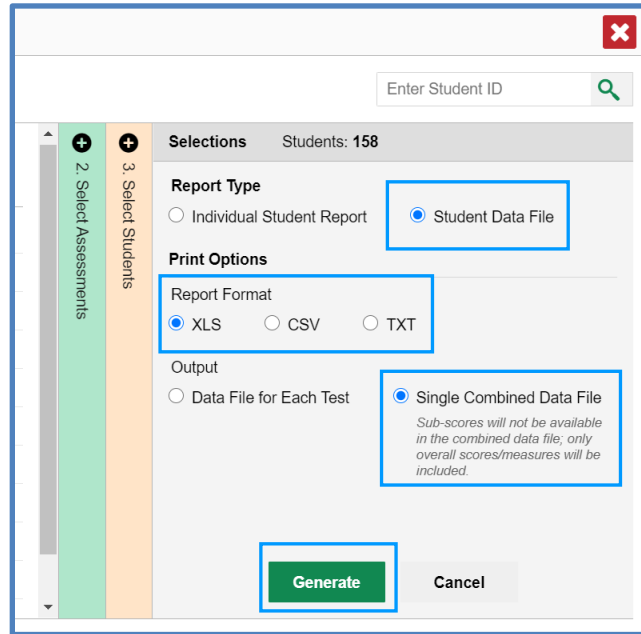 Enter Student ID
2. Select Assessments
3. Select Students
Selections Students: 158
Report Type
Individual Student Report Student Data File
Print Options
Report Format
XLS CSV TXT
Output
Data File for Each Test Single Combined Data File
Sub-scores will not be available
in the combined data file; only
overall scores/measures will be
included.
Generate Cancel